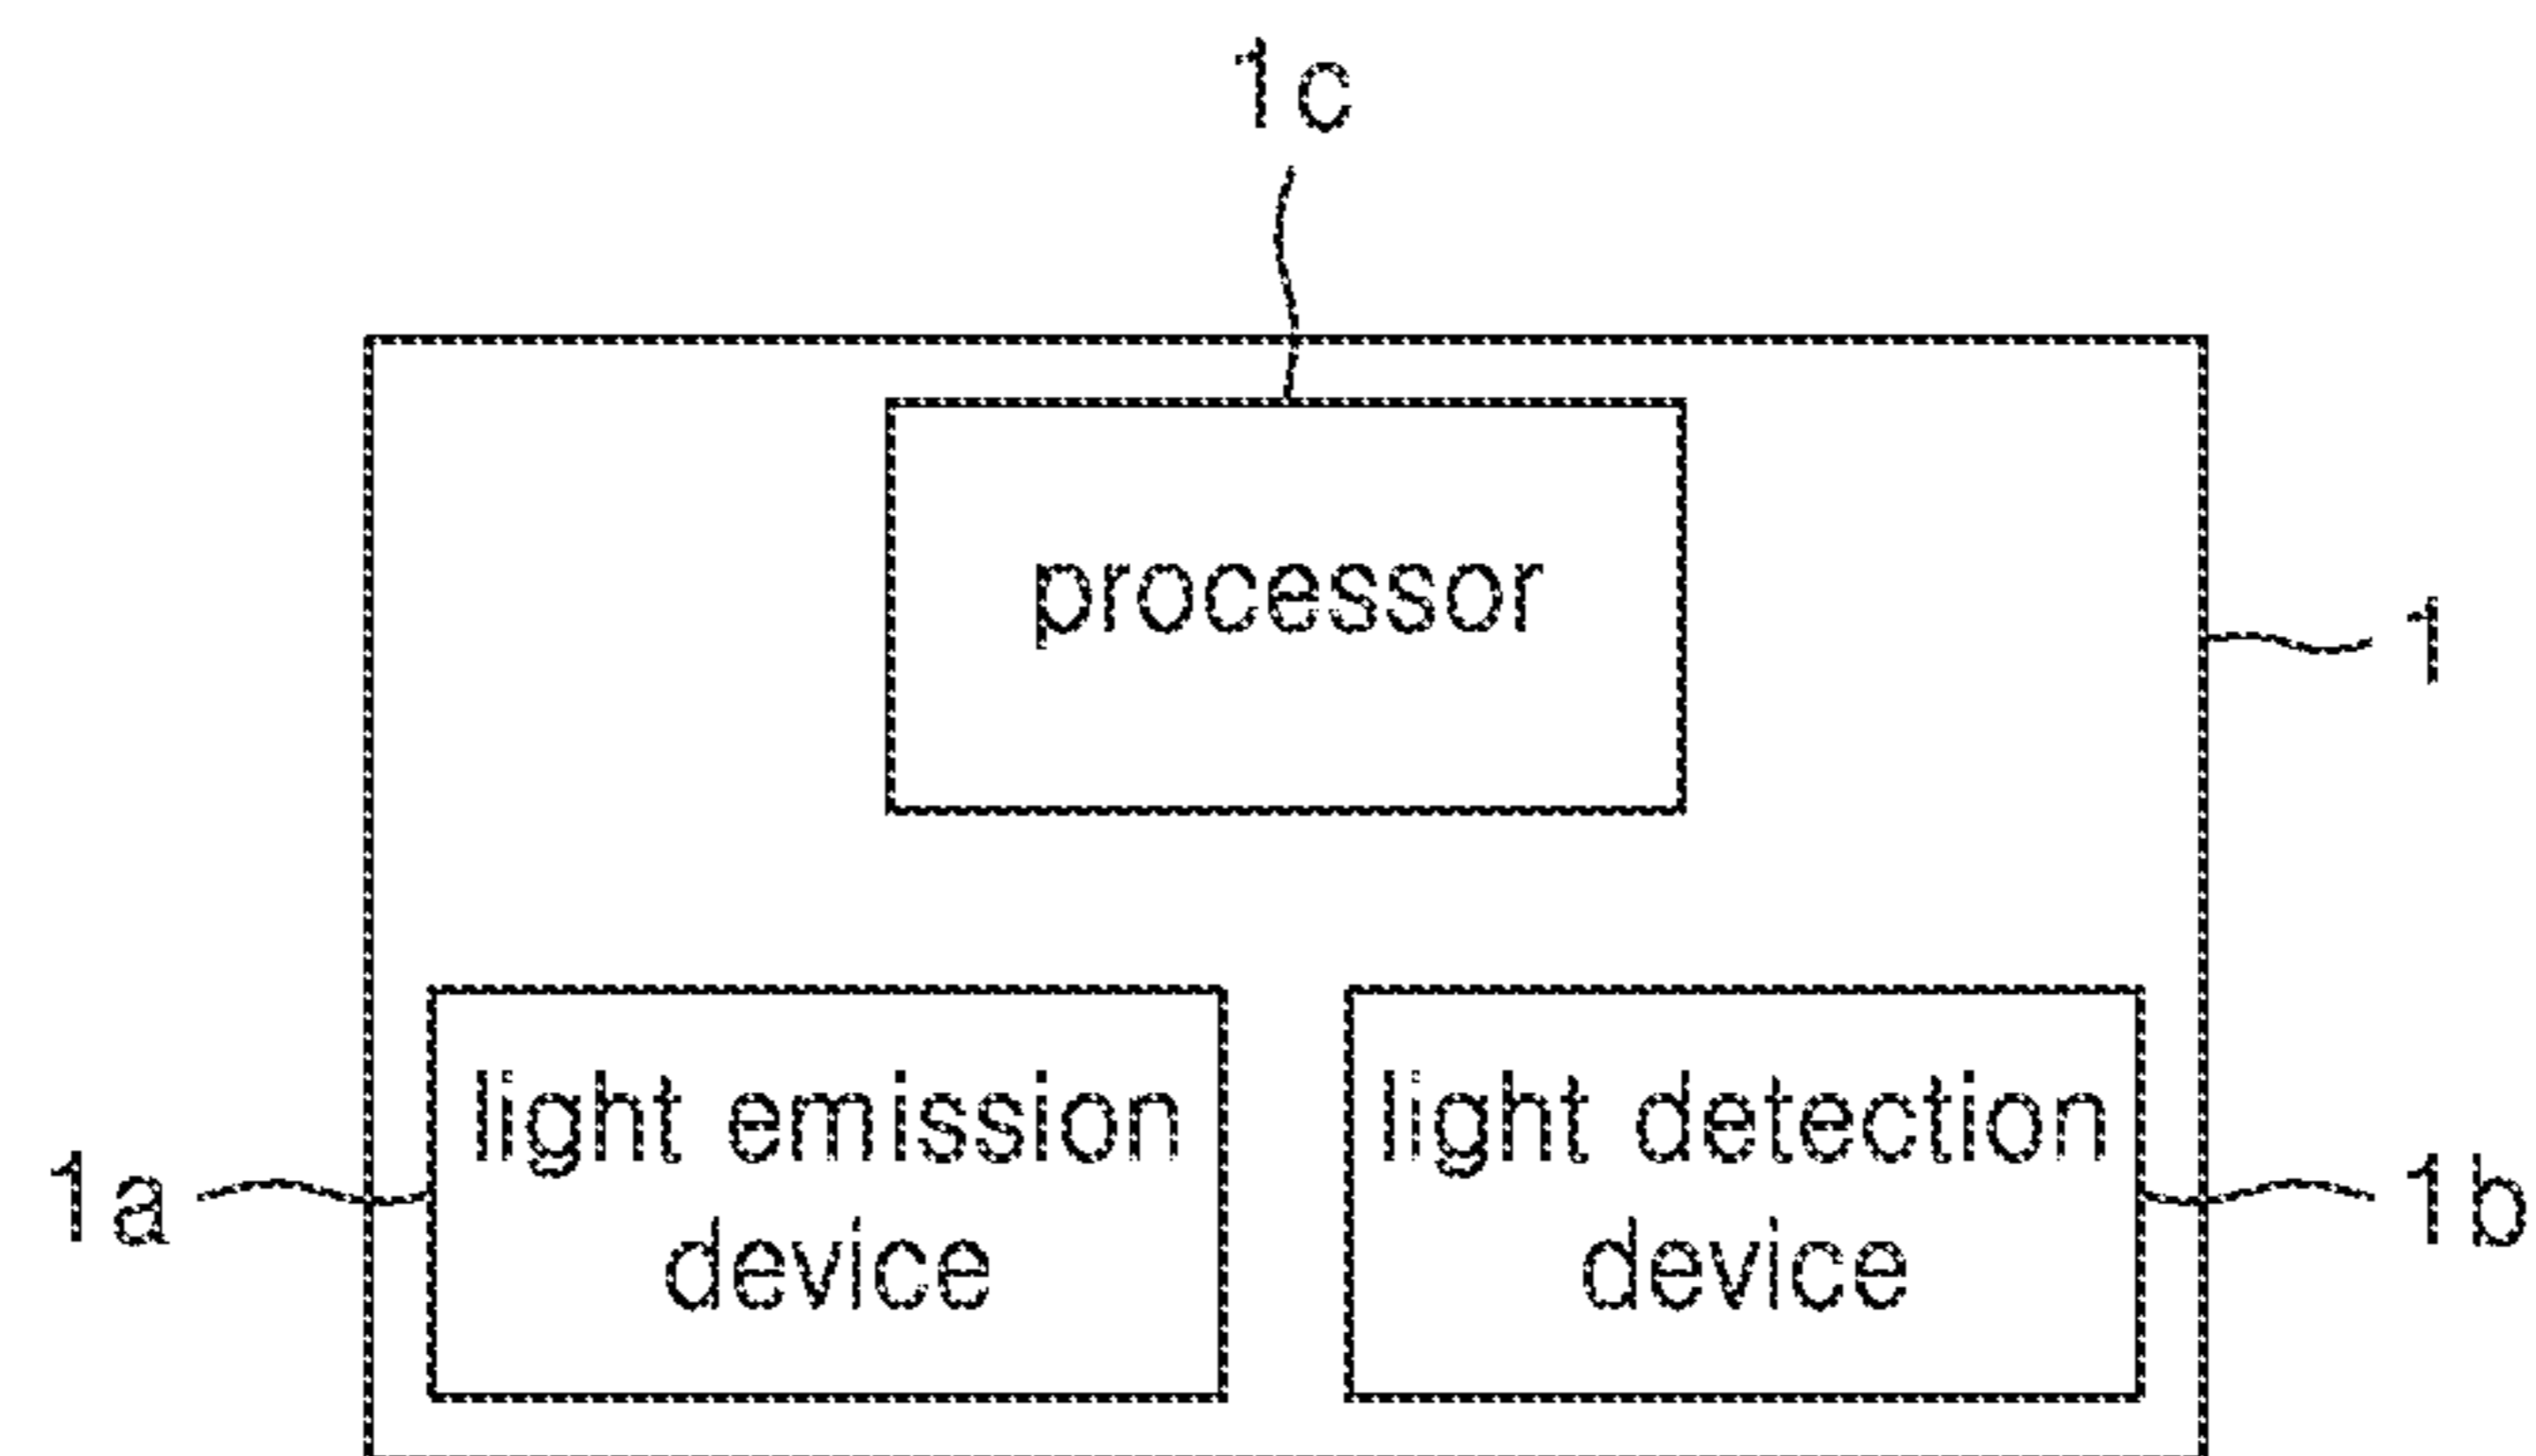 1c
processor
1
light emission
device
light detection
device
1a
1b